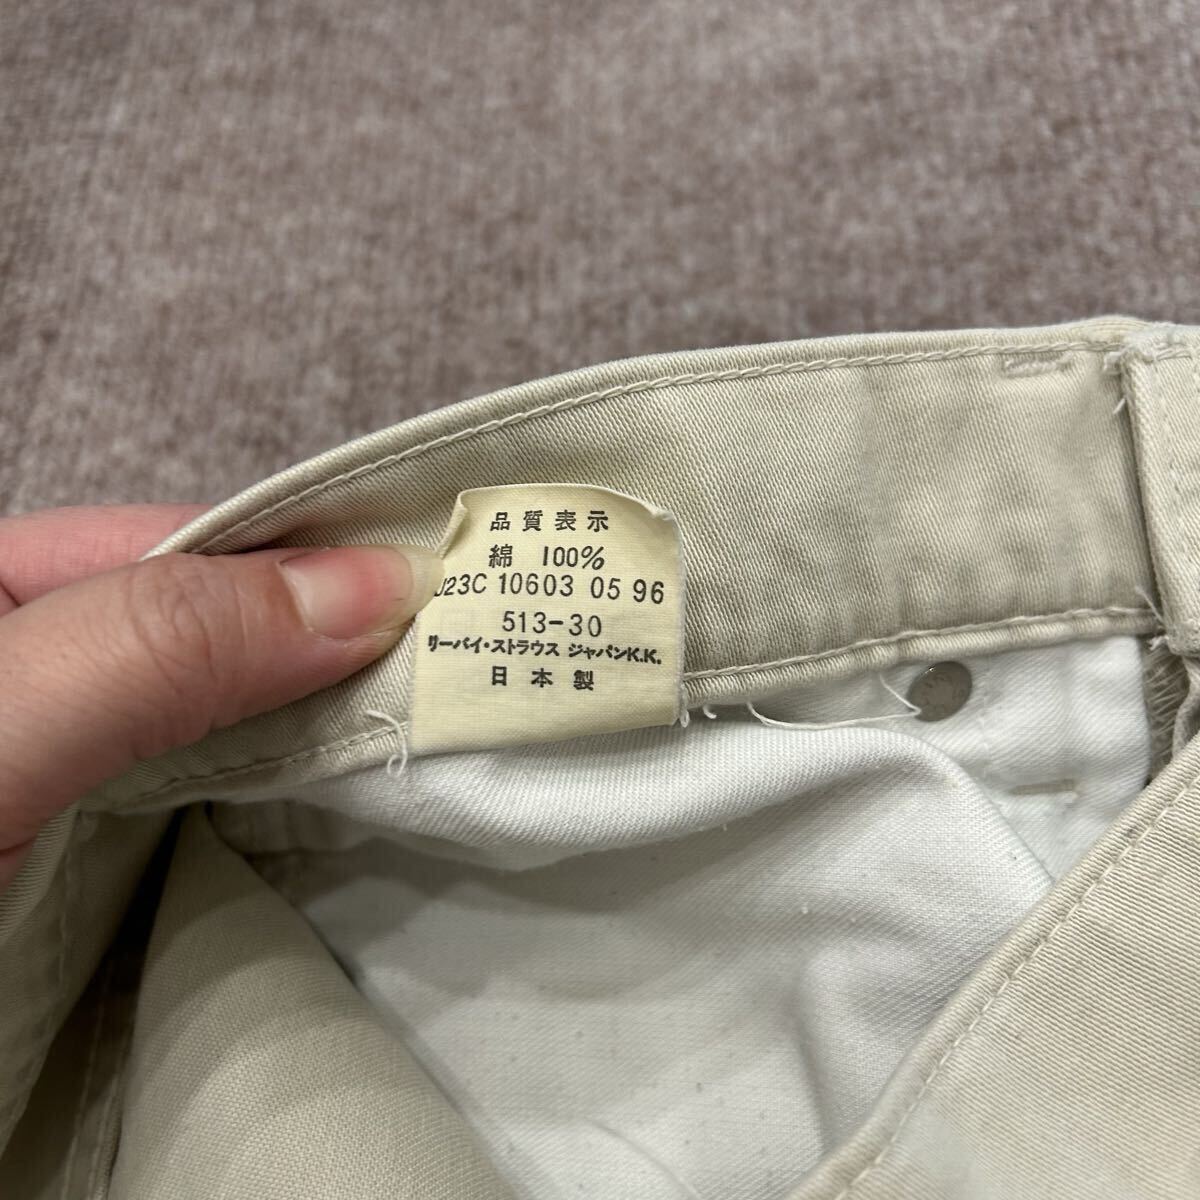 品質表示
綿 100%
J23C 10603 05 96
513-30
リーバイ・ストラウス ジャパンK.K.
日本製